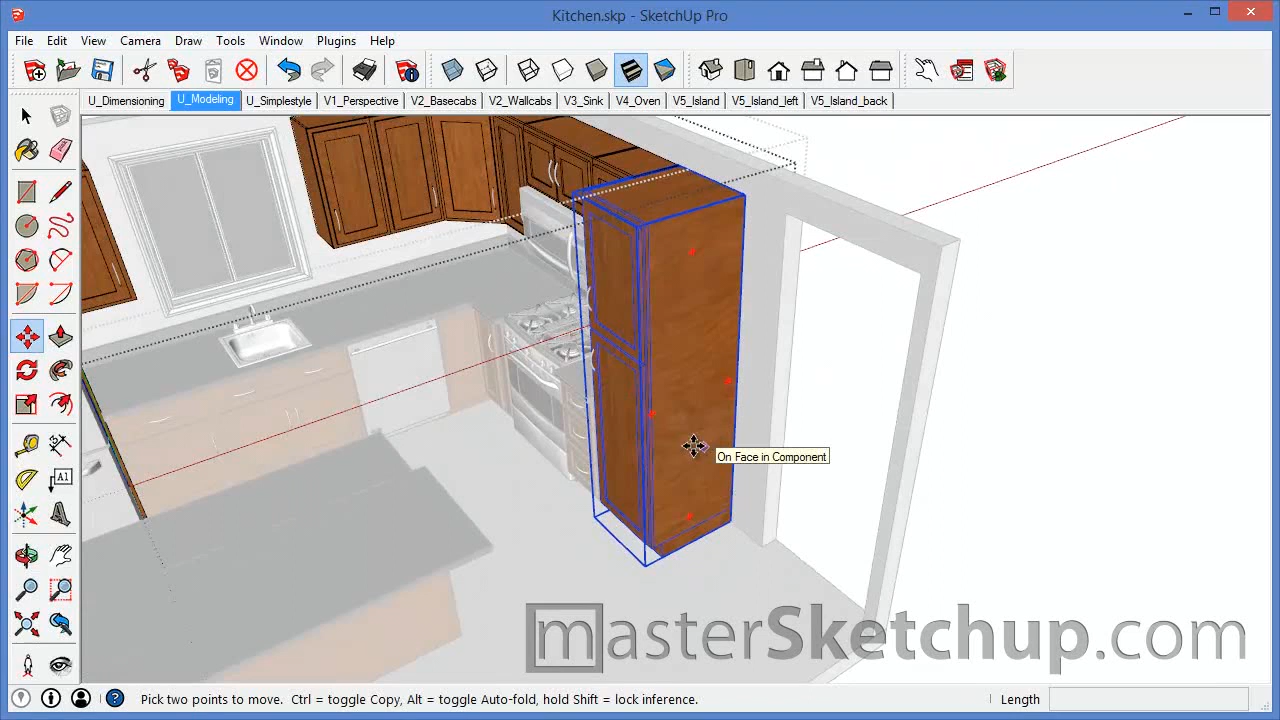 Kitchen.skp - SketchUp Pro
File Edit View Camera Draw Tools Window Plugins Help
U_Dimensioning U_Modeling U_Simplestyle V1_Perspective V2_Basecabs V2_Wallcabs V3_Sink V4_Oven V5_Island V5_Island_left V5_Island_back
A1
On Face in Component
masterSketchup.com
Pick two points to move. Ctrl = toggle Copy, Alt = toggle Auto-fold, hold Shift = lock inference. Length